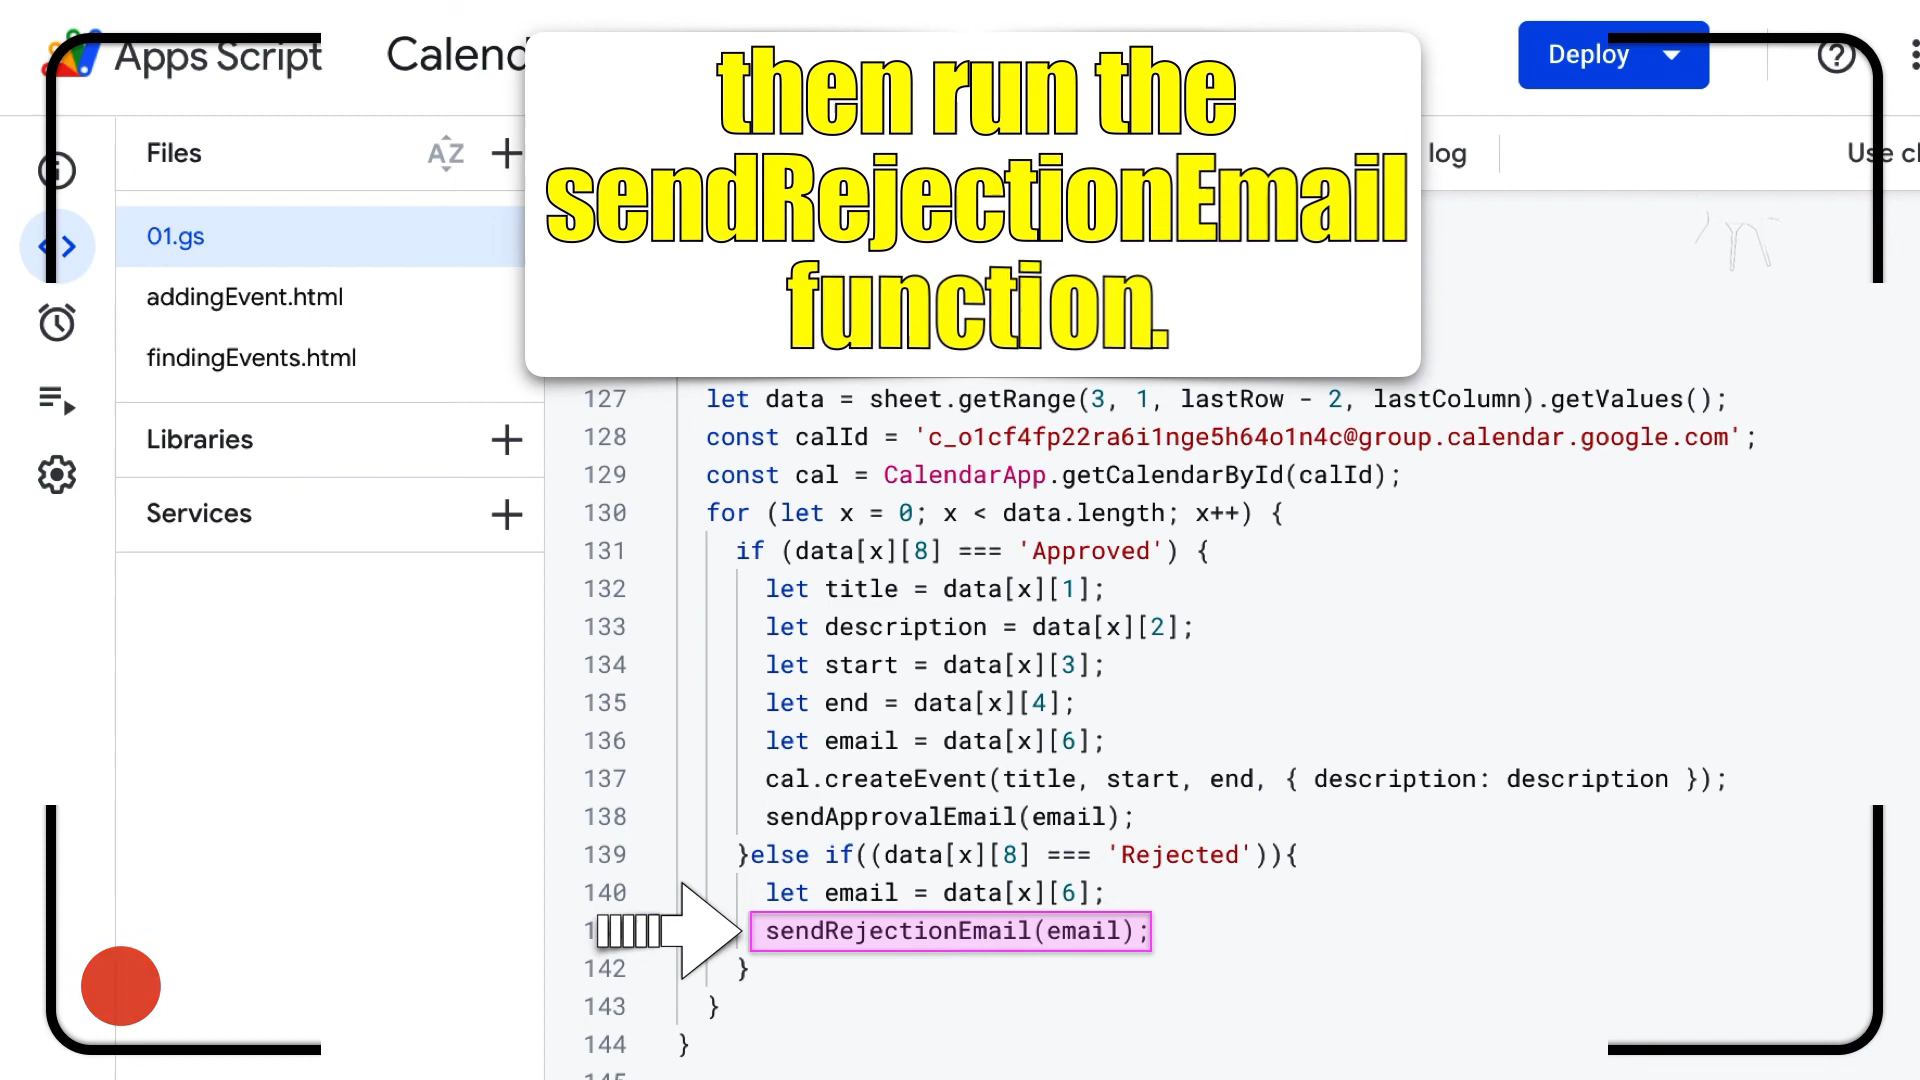 Apps Script
Calend
then run the
sendRejectionEmail
function.
Deploy
Files
AZ
log
Use cl
01.gs
addingEvent.html
findingEvents.html
Libraries
Services
127 let data = sheet.getRange(3, 1, lastRow - 2, lastColumn).getValues();
128 const calId = 'c_o1cf4fp22ra6i1nge5h64o1n4c@group.calendar.google.com';
129 const cal = CalendarApp.getCalendarById(calId);
130 for (let x = 0; x < data.length; x++) {
131 if (data[x][8] === 'Approved') {
132 let title = data[x][1];
133 let description = data[x][2];
134 let start = data[x][3];
135 let end = data[x][4];
136 let email = data[x][6];
137 cal.createEvent(title, start, end, { description: description });
138 sendApprovalEmail(email);
139 }else if((data[x][8] === 'Rejected')){
140 let email = data[x][6];
sendRejectionEmail(email);
142 }
143 }
144 }